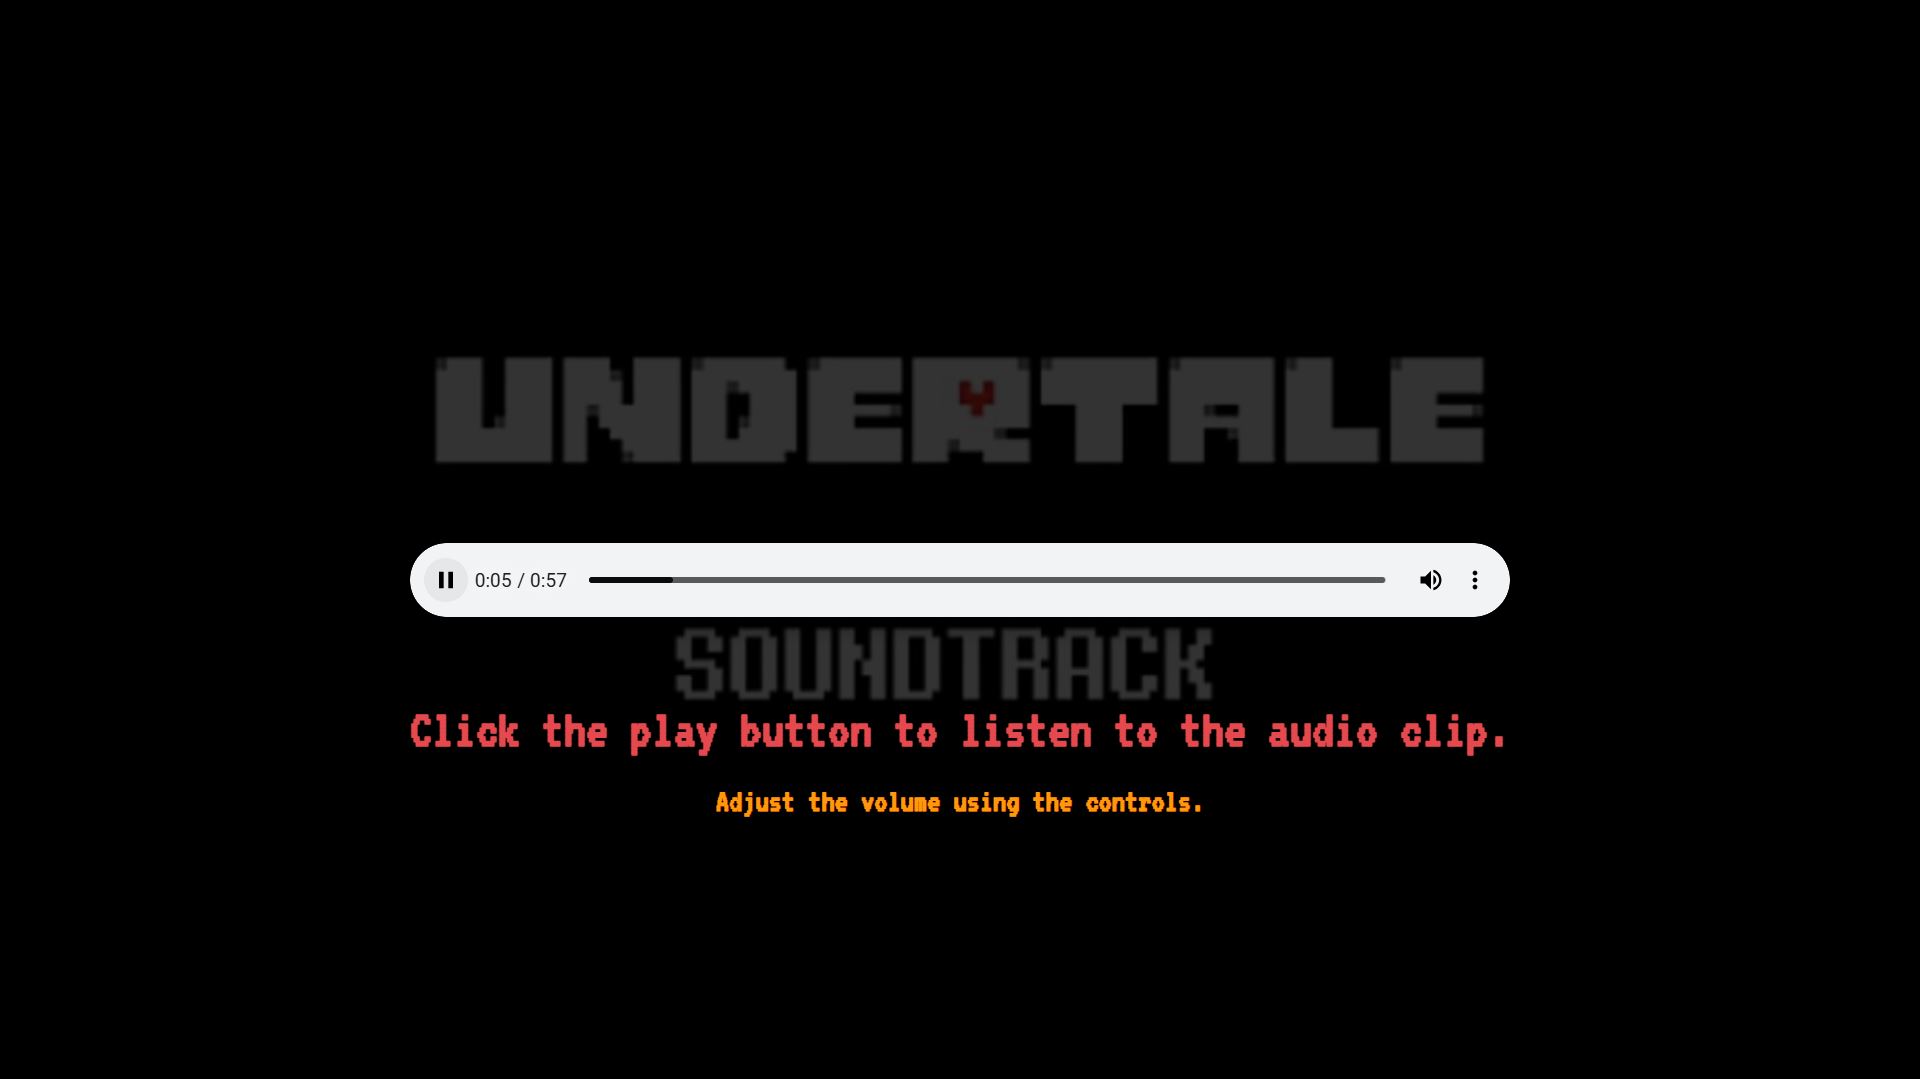 UNDERTALE
0:05 / 0:57
SOUNDTRACK
Click the play button to listen to the audio clip.
Adjust the volume using the controls.